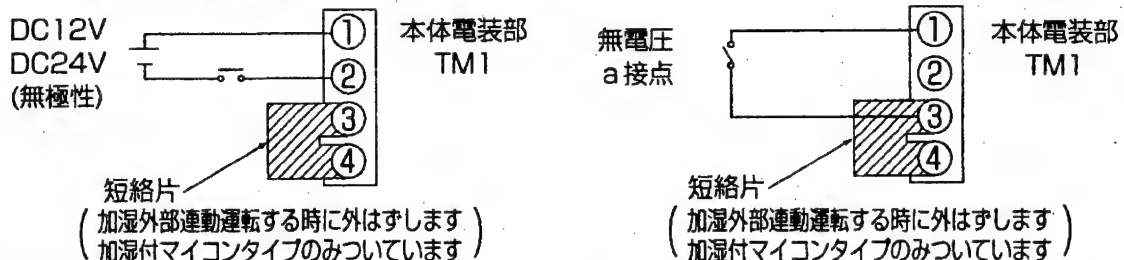 DC12V
DC24V
(無極性)
①
②
③
④
本体電装部
TM1
短絡片
(加湿外部連動運転する時に外はずします
加湿付マイコンタイプのみついています)
無電圧
a接点
①
②
③
④
本体電装部
TM1
短絡片
(加湿外部連動運転する時に外はずします
加湿付マイコンタイプのみついています)